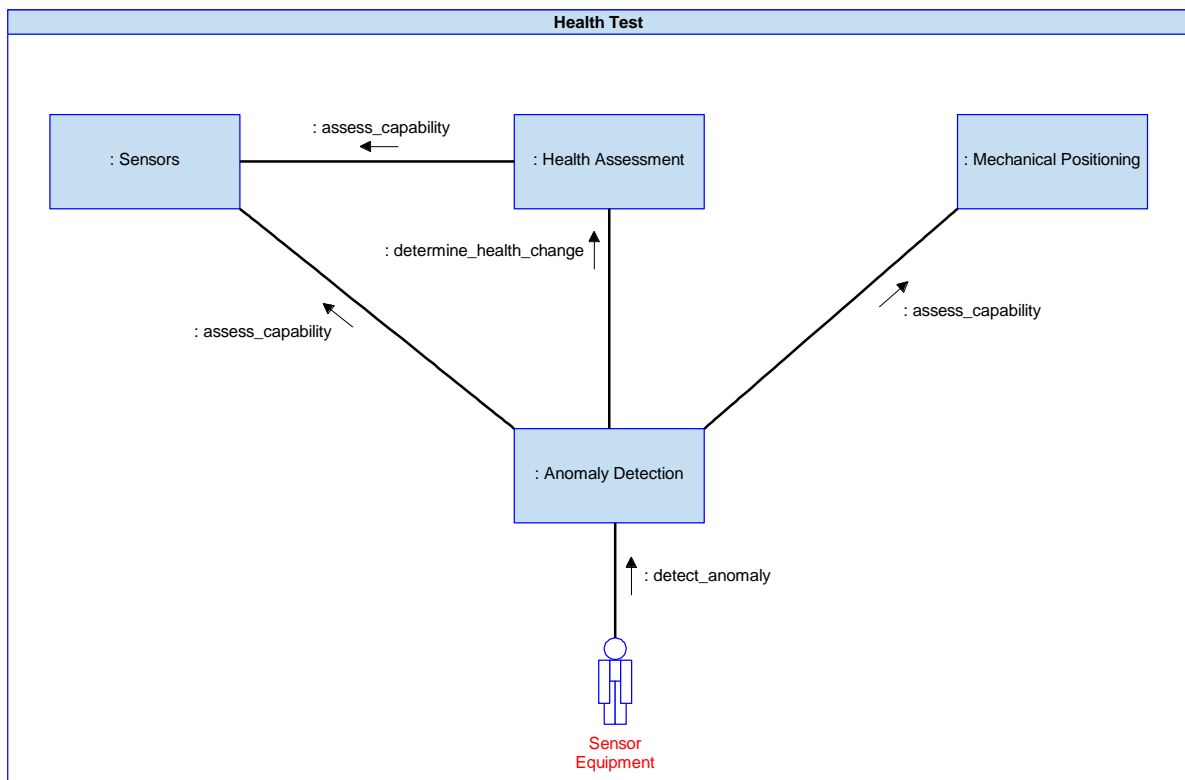 Health Test
: assess_capability
: Sensors
: Health Assessment
: Mechanical Positioning
: determine_health_change
: assess_capability
: assess_capability
: Anomaly Detection
: detect_anomaly
Sensor
Equipment